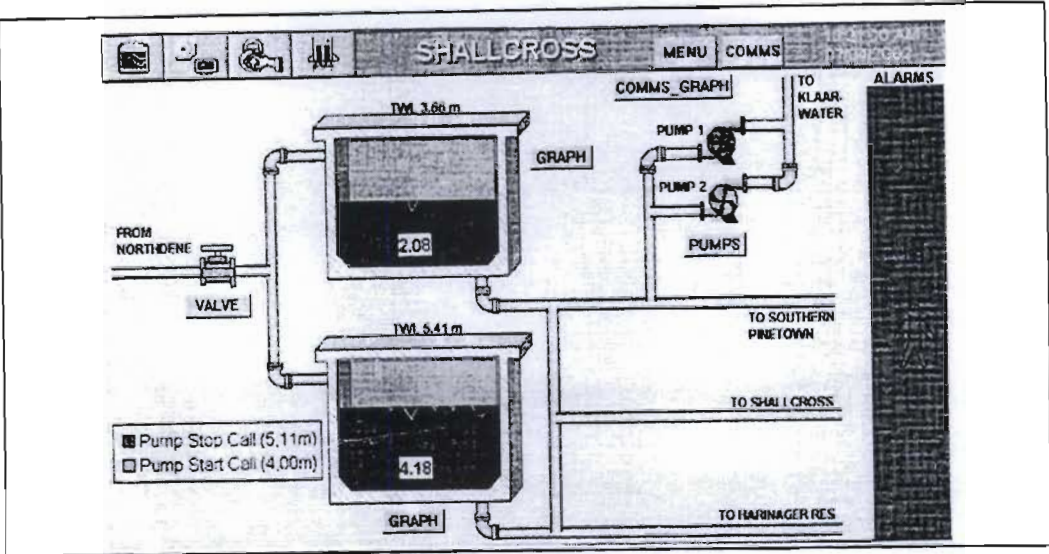 SHALLCROSS
MENU
COMMS
ALARMS
COMMS_GRAPH
TO
KLAAR-
WATER
TWL 3.66 m
PUMP 1
GRAPH
PUMP 2
FROM
NORTHDENE
2.08
PUMPS
VALVE
TO SOUTHERN
PINETOWN
TWL 5.41 m
TO SHALLCROSS
Pump Stop Call (5,11m)
Pump Start Call (4,00m)
4.18
GRAPH
TO HARINAGER RES